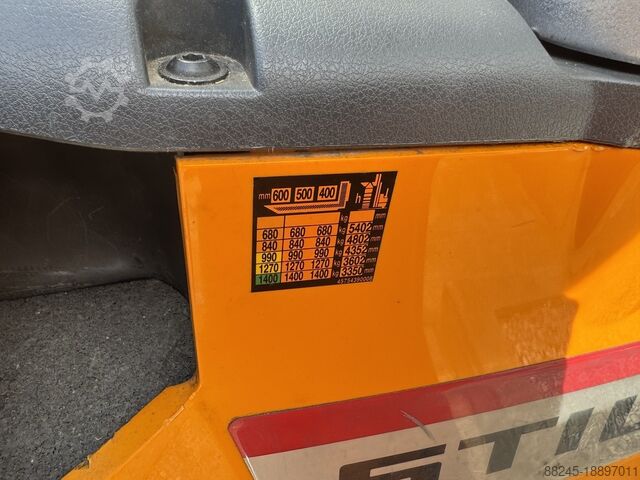 mm 600 500 400 h
kg mm
680 680 680 kg 5402 mm
840 840 840 kg 4802 mm
990 990 990 kg 4352 mm
1270 1270 1270 kg 3602 mm
1400 1400 1400 kg 3350 mm
45754390008
STIL
88245-18897011